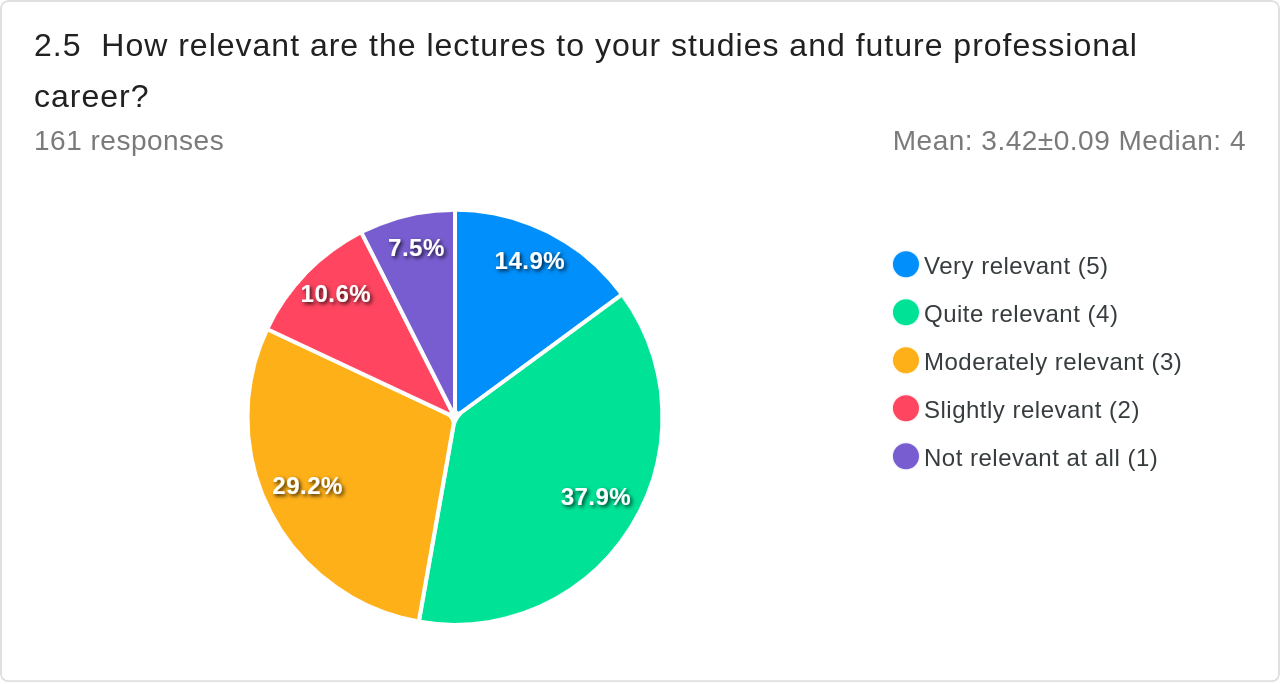 2.5  How relevant are the lectures to your studies and future professional
career?
161 responses
Mean: 3.42±0.09 Median: 4
7.5%
14.9%
10.6%
29.2%
37.9%
Very relevant (5)
Quite relevant (4)
Moderately relevant (3)
Slightly relevant (2)
Not relevant at all (1)